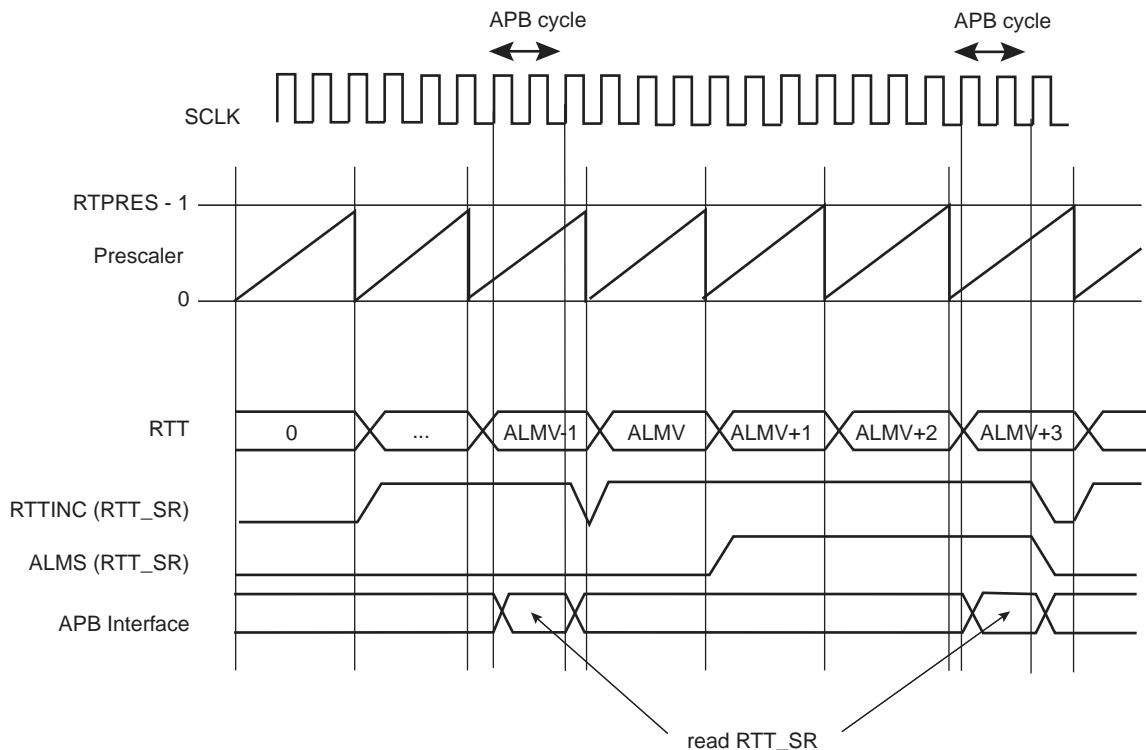 APB cycle APB cycle
SCLK
RTPRES - 1
Prescaler
0
RTT 0 ... ALMV-1 ALMV ALMV+1 ALMV+2 ALMV+3
RTTINC (RTT_SR)
ALMS (RTT_SR)
APB Interface
read RTT_SR